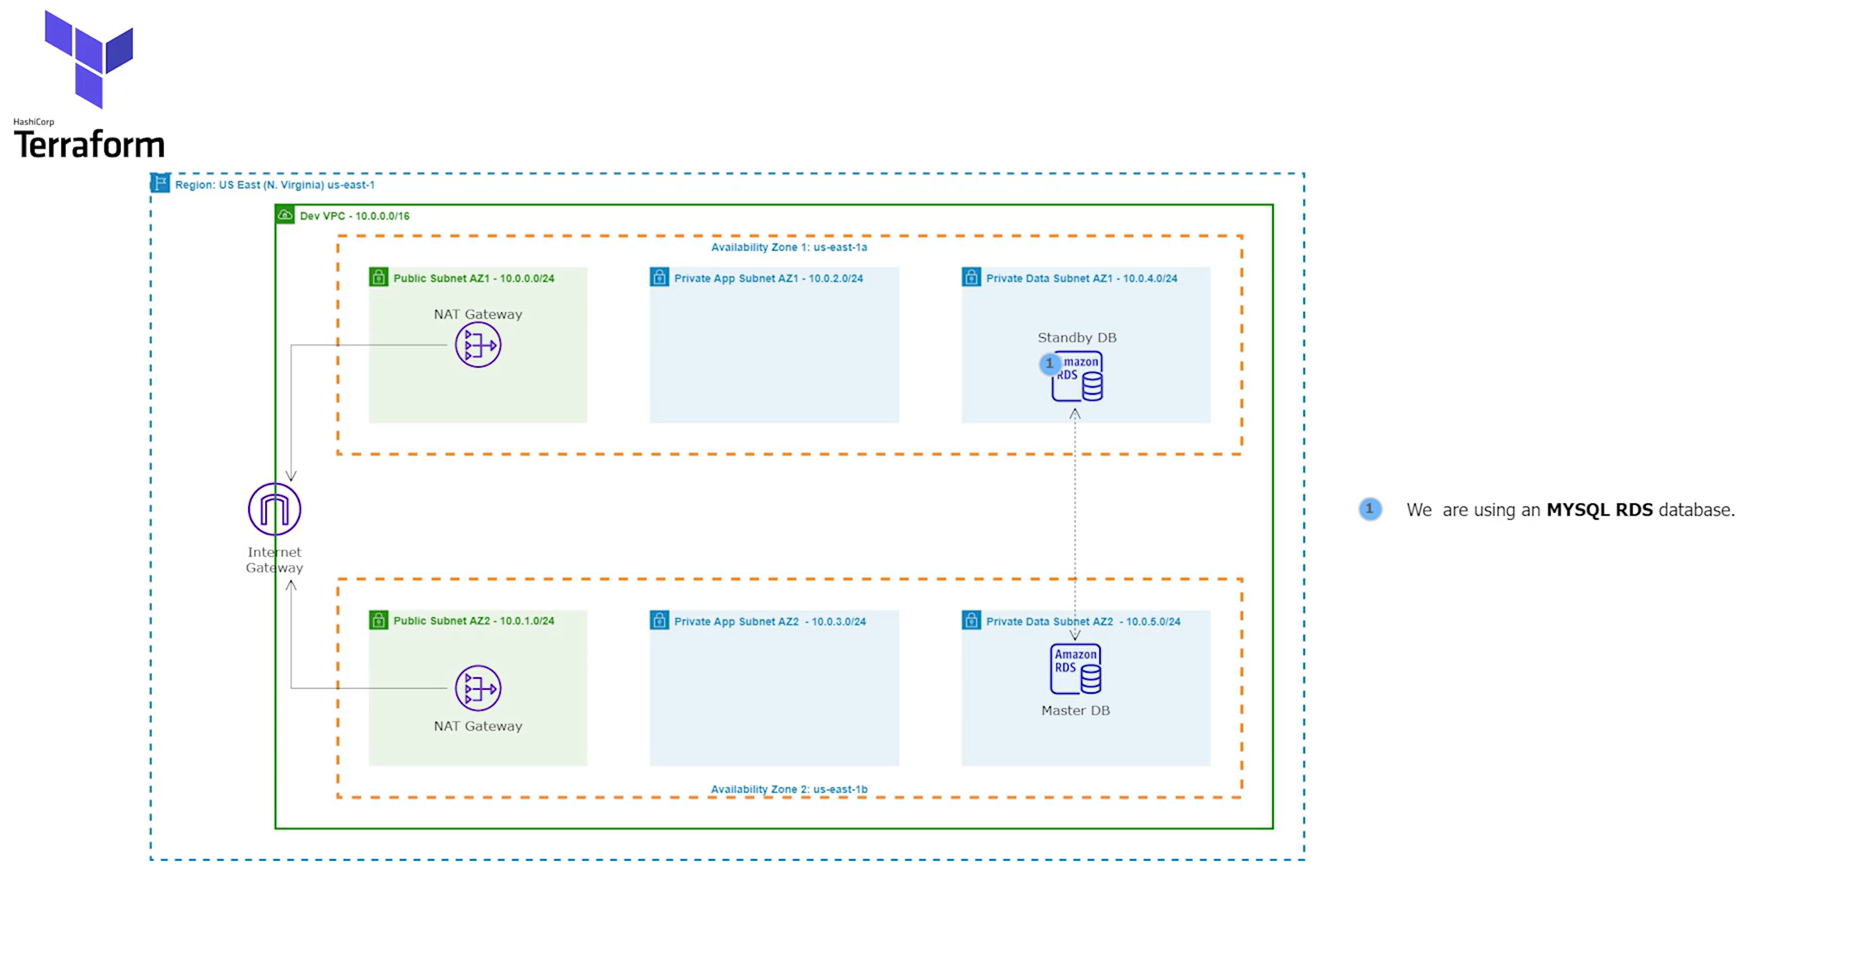 HashiCorp
Terraform
Region: US East (N. Virginia) us-east-1
Dev VPC - 10.0.0.0/16
Availability Zone 1: us-east-1a
Public Subnet AZ1 - 10.0.0.0/24
Private App Subnet AZ1 - 10.0.2.0/24
Private Data Subnet AZ1 - 10.0.4.0/24
NAT Gateway
Standby DB
1
mazon
RDS
Internet
Gateway
1 We are using an MYSQL RDS database.
Public Subnet AZ2 - 10.0.1.0/24
Private App Subnet AZ2 - 10.0.3.0/24
Private Data Subnet AZ2 - 10.0.5.0/24
Amazon
RDS
Master DB
NAT Gateway
Availability Zone 2: us-east-1b